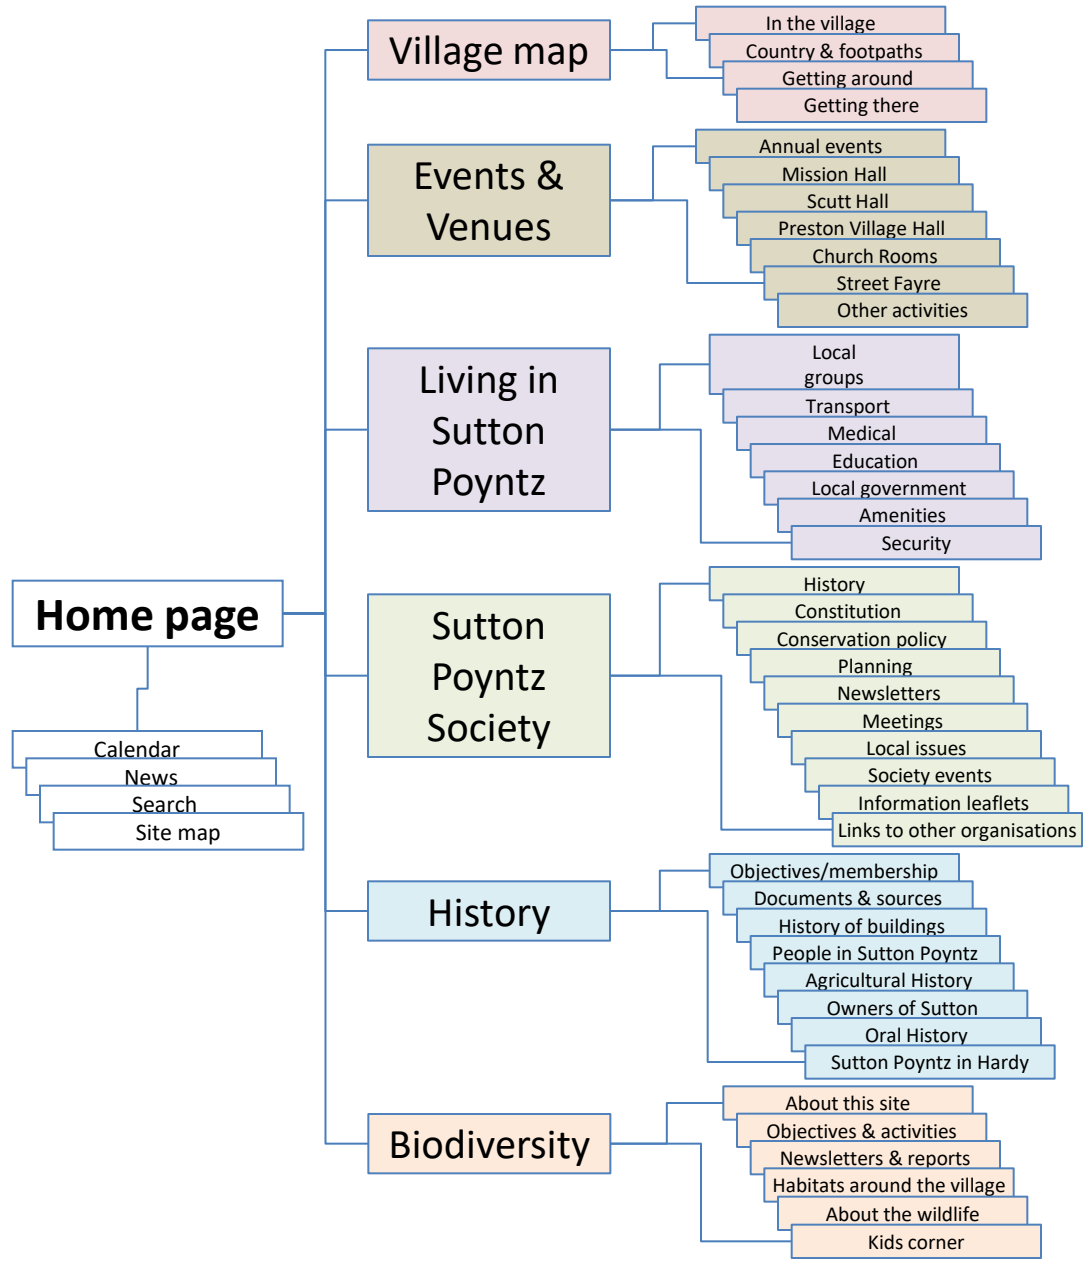 Home page
Calendar
News
Search
Site map
Village map
In the village
Country & footpaths
Getting around
Getting there
Events &
Venues
Annual events
Mission Hall
Scutt Hall
Preston Village Hall
Church Rooms
Street Fayre
Other activities
Living in
Sutton
Poyntz
Local
groups
Transport
Medical
Education
Local government
Amenities
Security
Sutton
Poyntz
Society
History
Constitution
Conservation policy
Planning
Newsletters
Meetings
Local issues
Society events
Information leaflets
Links to other organisations
History
Objectives/membership
Documents & sources
History of buildings
People in Sutton Poyntz
Agricultural History
Owners of Sutton
Oral History
Sutton Poyntz in Hardy
Biodiversity
About this site
Objectives & activities
Newsletters & reports
Habitats around the village
About the wildlife
Kids corner